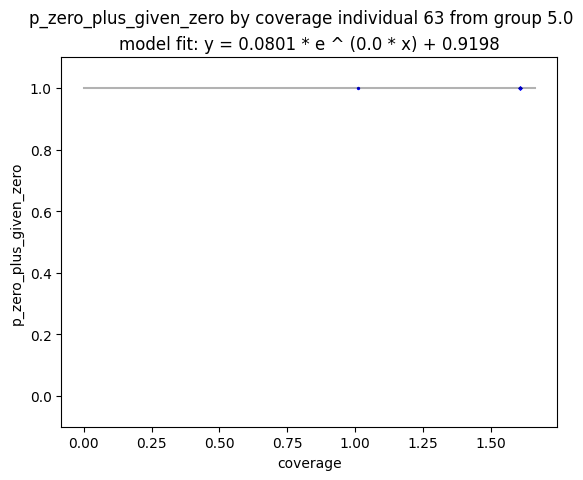 p_zero_plus_given_zero by coverage individual 63 from group 5.0
model fit: y = 0.0801 * e ^ (0.0 * x) + 0.9198
1.0
0.8
0.6
0.4
0.2
0.0
p_zero_plus_given_zero
0.00 0.25 0.50 0.75 1.00 1.25 1.50
coverage